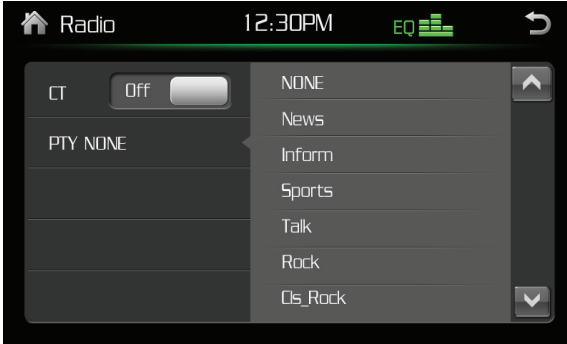 Radio 12:30PM EQ
CT Off
PTY NONE
NONE
News
Inform
Sports
Talk
Rock
Cls_Rock